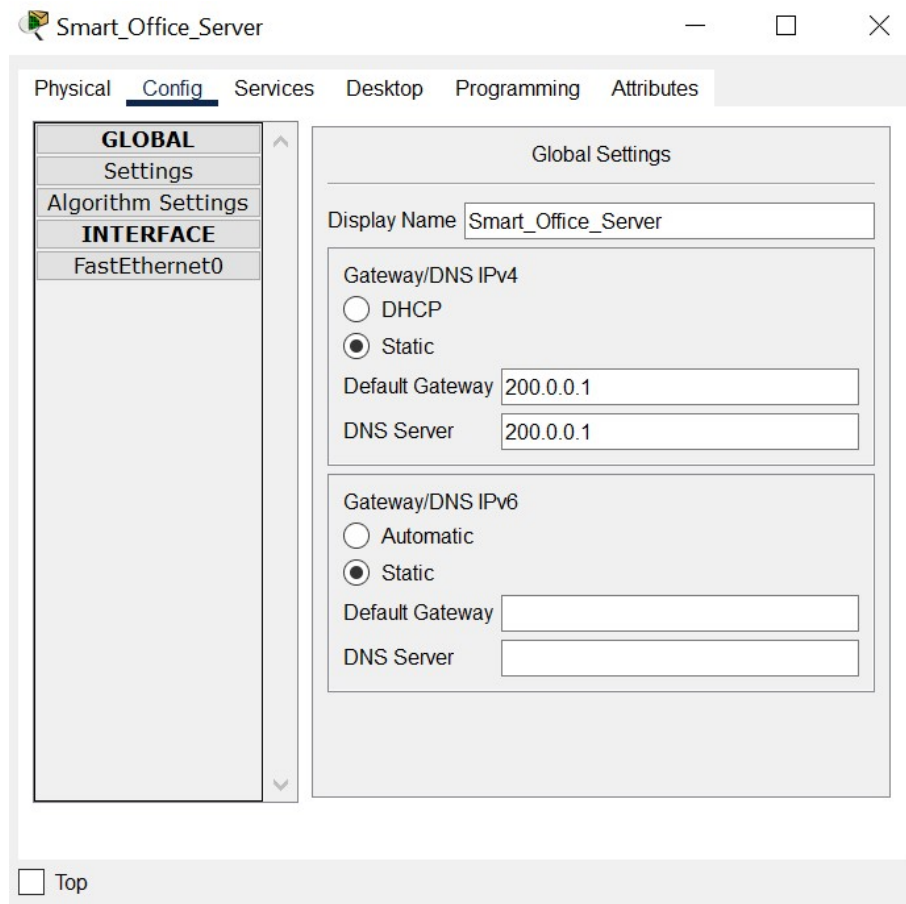 Smart_Office_Server
Physical Config Services Desktop Programming Attributes
GLOBAL
Settings
Algorithm Settings
INTERFACE
FastEthernet0
Global Settings
Display Name Smart_Office_Server
Gateway/DNS IPv4
DHCP
Static
Default Gateway 200.0.0.1
DNS Server 200.0.0.1
Gateway/DNS IPv6
Automatic
Static
Default Gateway
DNS Server
Top